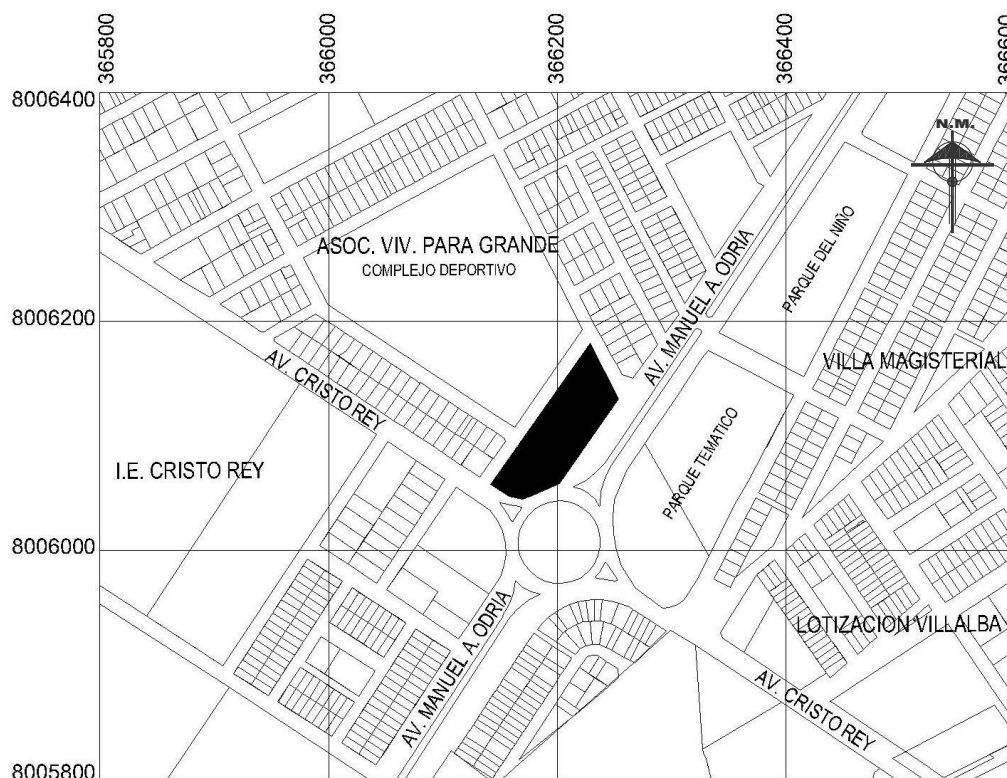 365800
366000
366200
366400
366600
8006400
N.M.
ASOC. VIV. PARA GRANDE
COMPLEJO DEPORTIVO
AV. MANUEL A. ODRIA
PARQUE DEL NIÑO
8006200
AV. CRISTO REY
VILLA MAGISTERIAL
I.E. CRISTO REY
PARQUE TEMATICO
8006000
AV. MANUEL A. ODRIA
LOTIZACION VILLALBA
AV. CRISTO REY
8005800